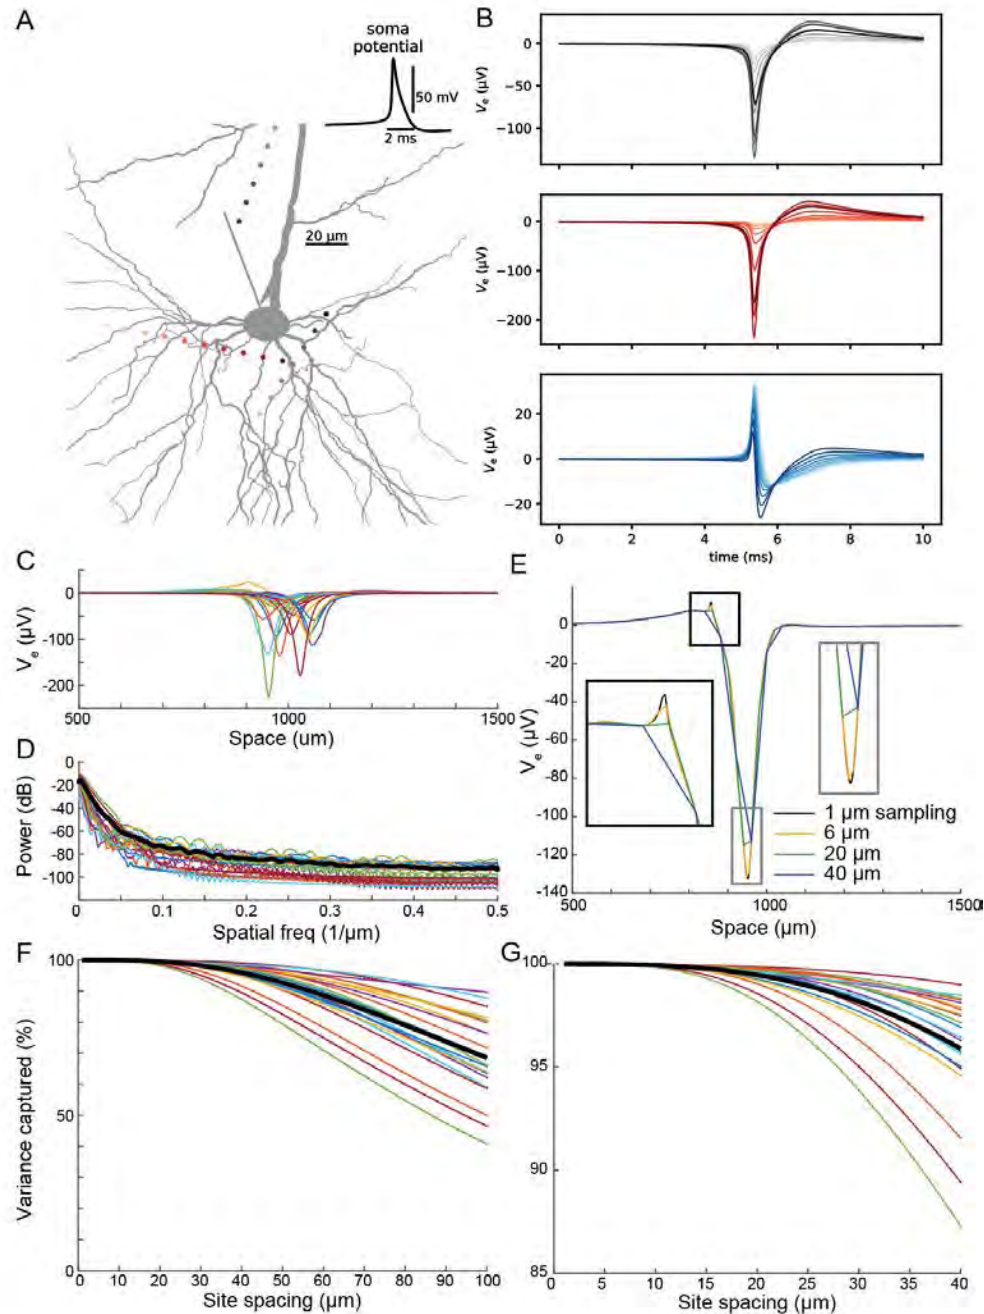 A
soma
potential
50 mV
2 ms
20 µm
B
Vₑ (µV)
0
−50
−100
Vₑ (µV)
0
−100
−200
Vₑ (µV)
20
0
−20
0 2 4 6 8 10
time (ms)
C
Vₑ (µV)
0
-100
-200
500 1000 1500
Space (um)
D
Power (dB)
0
-20
-40
-60
-80
-100
0 0.1 0.2 0.3 0.4 0.5
Spatial freq (1/µm)
E
Vₑ (µV)
0
-20
-40
-60
-80
-100
-120
-140
1 µm sampling
6 µm
20 µm
40 µm
500 1000 1500
Space (µm)
F
Variance captured (%)
100
50
0
0 10 20 30 40 50 60 70 80 90 100
Site spacing (µm)
G
100
95
90
85
0 5 10 15 20 25 30 35 40
Site spacing (µm)